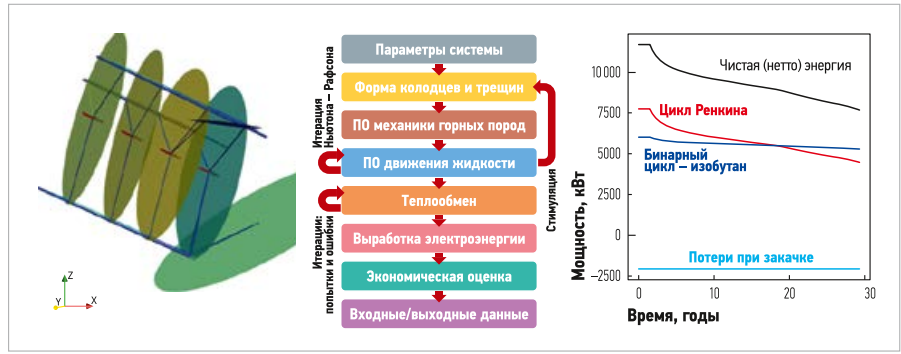 Z
Y
X
Итерация
Ньютона – Рафсона
Итерации:
попытки и ошибки
Параметры системы
Форма колодцев и трещин
ПО механики горных пород
ПО движения жидкости
Теплообмен
Выработка электроэнергии
Экономическая оценка
Входные/выходные данные
Стимуляция
Мощность, кВт
10 000
7500
5000
2500
0
–2500
Чистая (нетто) энергия
Цикл Ренкина
Бинарный
цикл – изобутан
Потери при закачке
0
10
20
30
Время, годы